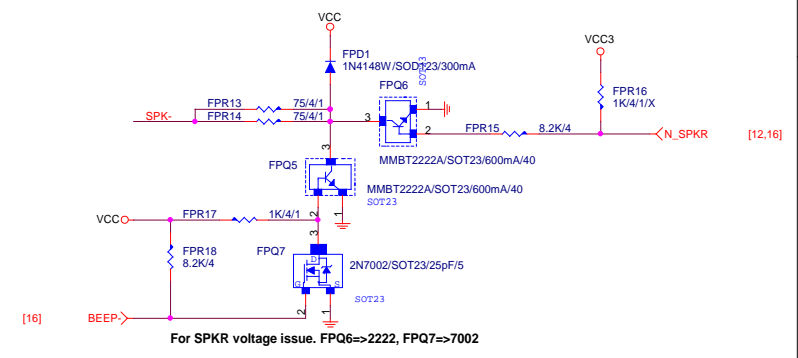 VCC
VCC3
FPD1
1N4148W/SOD123/300mA
SOT23
FPQ6
FPR16
1K/4/1/X
FPR13 75/4/1
SPK-
FPR14 75/4/1
3
1
2
FPR15 8.2K/4
N_SPKR [12,16]
MMBT2222A/SOT23/600mA/40
3
FPQ5
MMBT2222A/SOT23/600mA/40
SOT23
2
1
VCC
FPR17 1K/4/1
3
FPR18
8.2K/4
FPQ7
D
G
S
2N7002/SOT23/25pF/5
SOT23
2
1
[16] BEEP-
For SPKR voltage issue. FPQ6=>2222, FPQ7=>7002